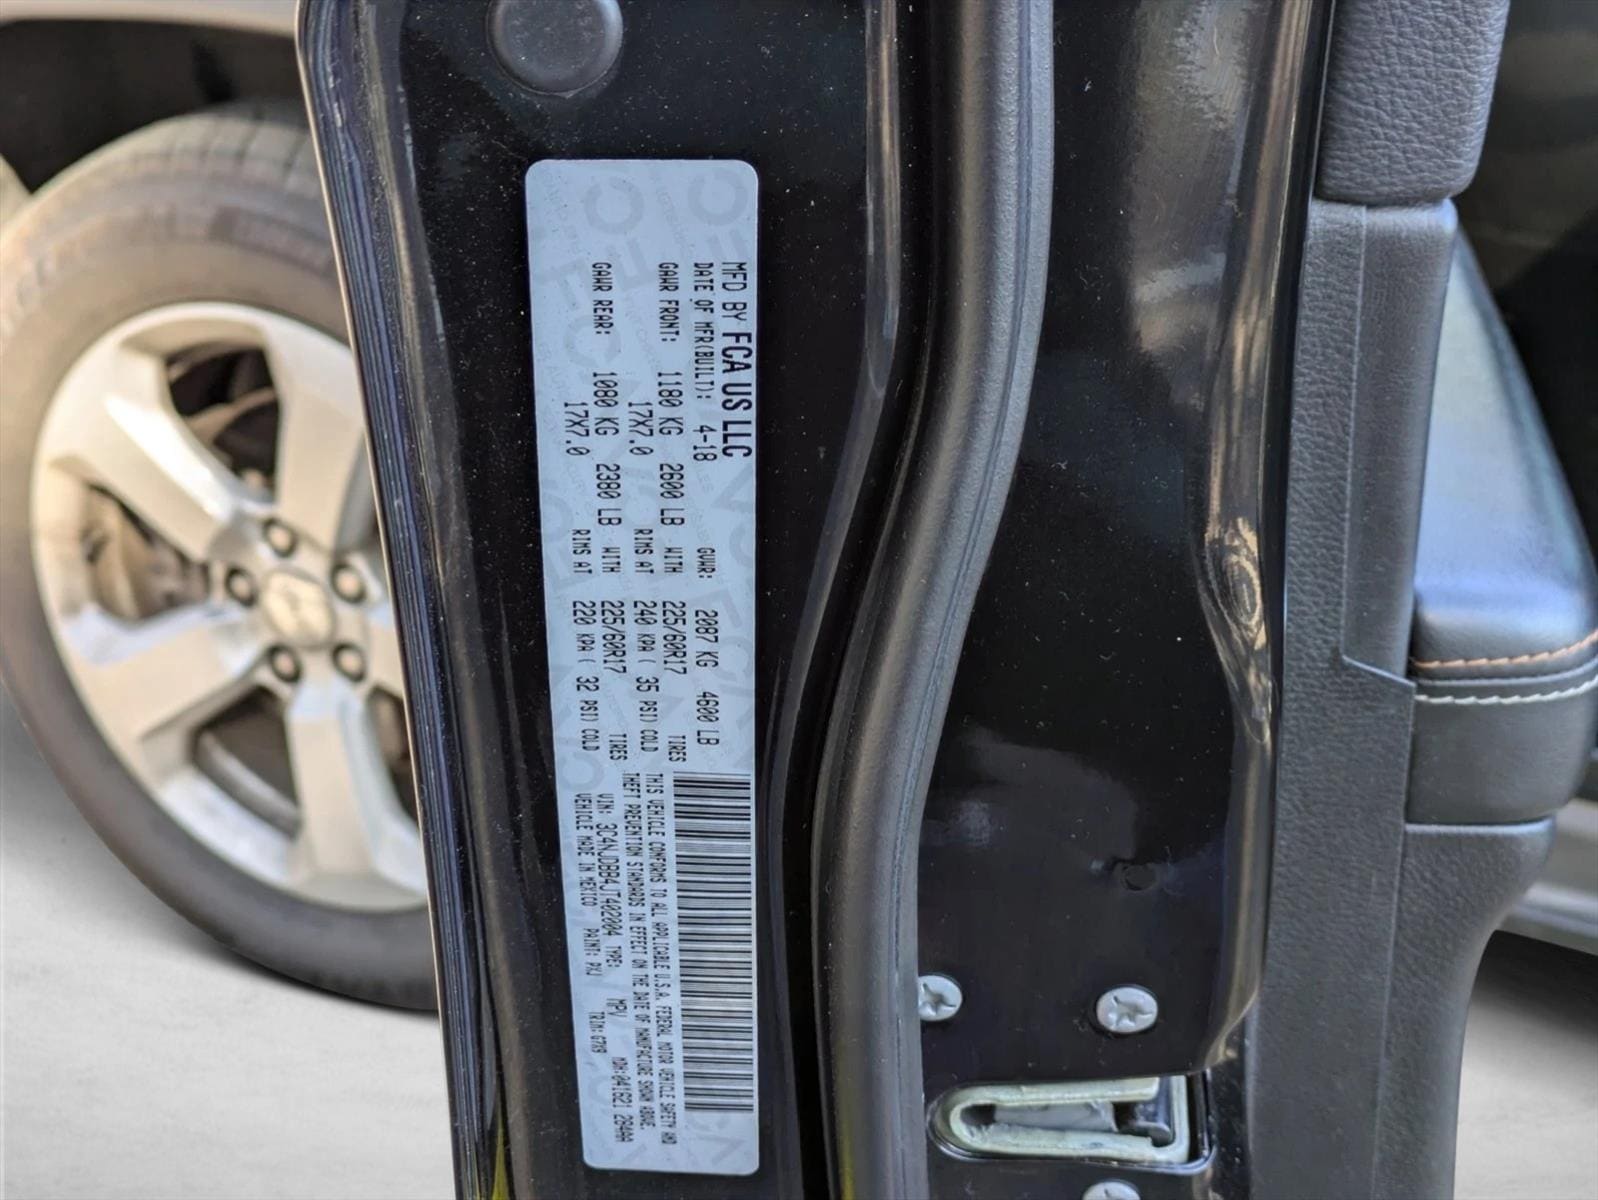 MFD BY FCA US LLC
DATE OF MFR(BUILT): 4-18 GVWR: 2087 KG 4600 LB
GAWR FRONT: 1180 KG 2600 LB WITH 225/60R17 TIRES
17X7.0 RIMS AT 240 KPA ( 35 PSI) COLD
GAWR REAR: 1080 KG 2380 LB WITH 225/60R17 TIRES
17X7.0 RIMS AT 220 KPA ( 32 PSI) COLD
THIS VEHICLE CONFORMS TO ALL APPLICABLE U.S.A. FEDERAL MOTOR VEHICLE SAFETY AND
THEFT PREVENTION STANDARDS IN EFFECT ON THE DATE OF MANUFACTURE SHOWN ABOVE.
VIN: 3C4NJDBB4JT402004 TYPE: MPV MDH:041621 284AA
VEHICLE MADE IN MEXICO PAINT: PXJ TRIM: G7X9